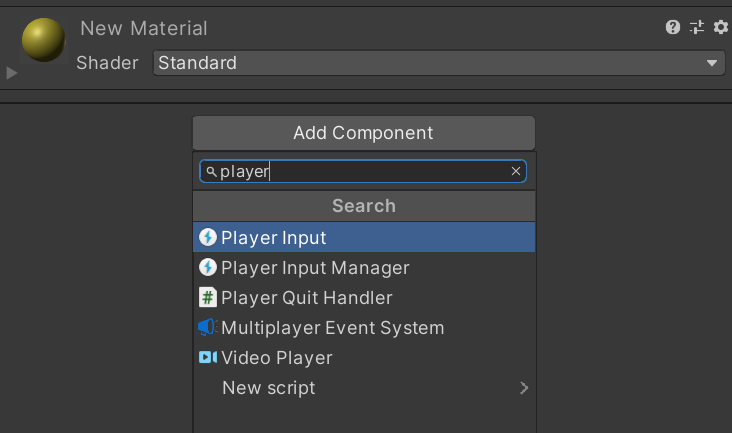 New Material
Shader Standard
Add Component
player
Search
Player Input
Player Input Manager
Player Quit Handler
Multiplayer Event System
Video Player
New script